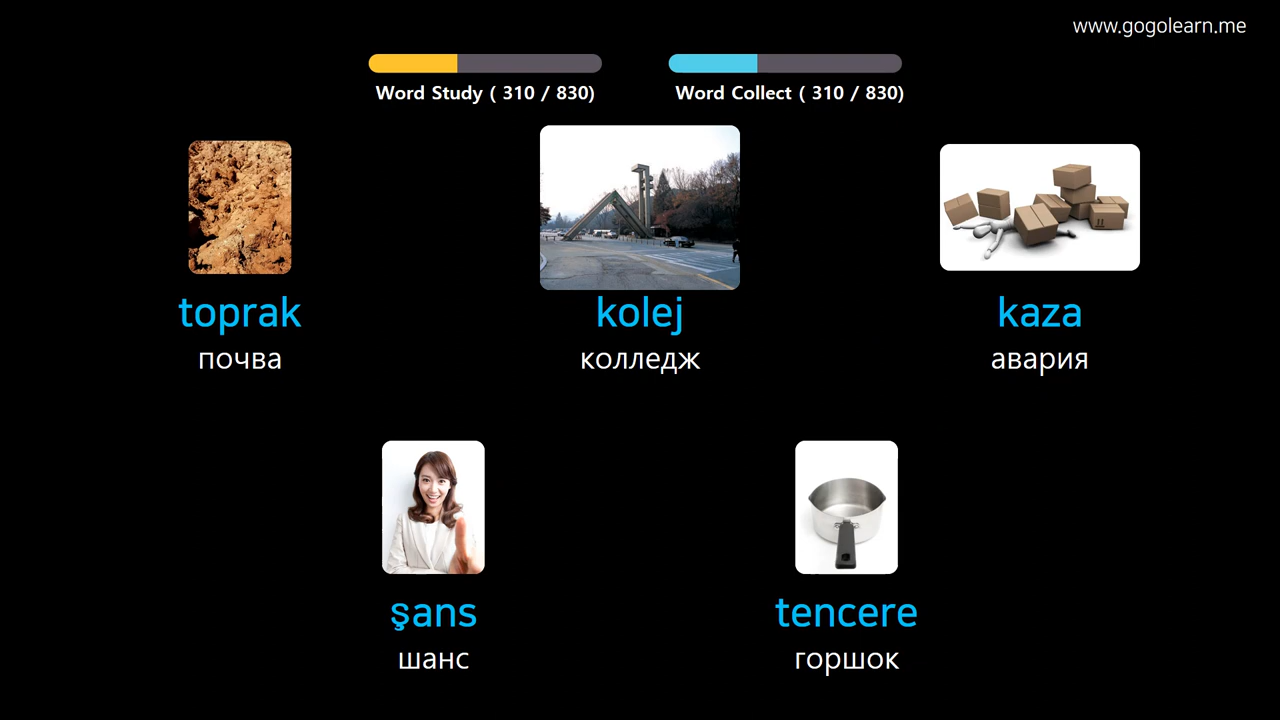 www.gogolearn.me
Word Study ( 310 / 830)
Word Collect ( 310 / 830)
toprak
почва
kolej
колледж
kaza
авария
şans
шанс
tencere
горшок